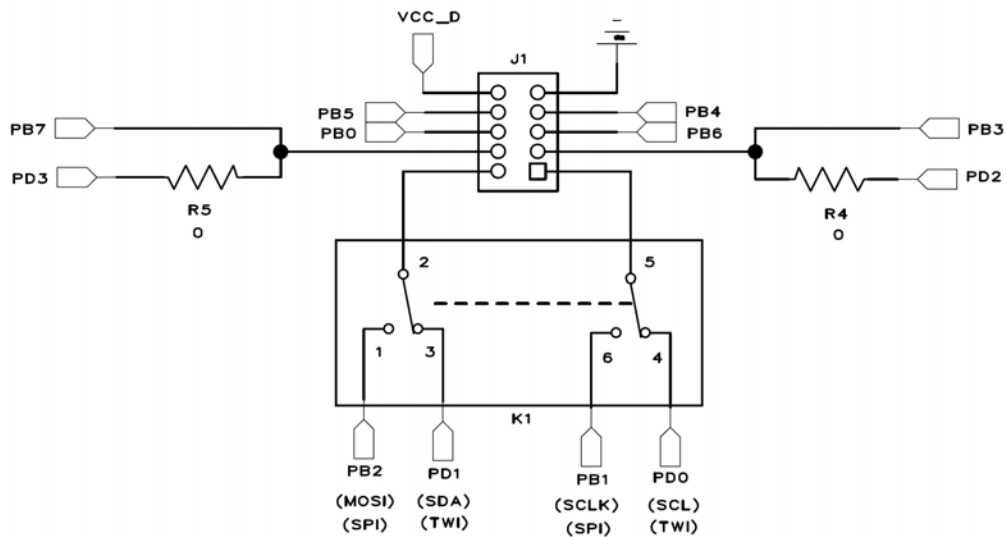 VCC_D
J1
PB5
PB4
PB7
PB0
PB6
PB3
PD3
PD2
R5
0
R4
0
2
5
1
3
6
4
K1
PB2
PD1
PB1
PD0
(MOSI)
(SDA)
(SCLK)
(SCL)
(SPI)
(TWI)
(SPI)
(TWI)